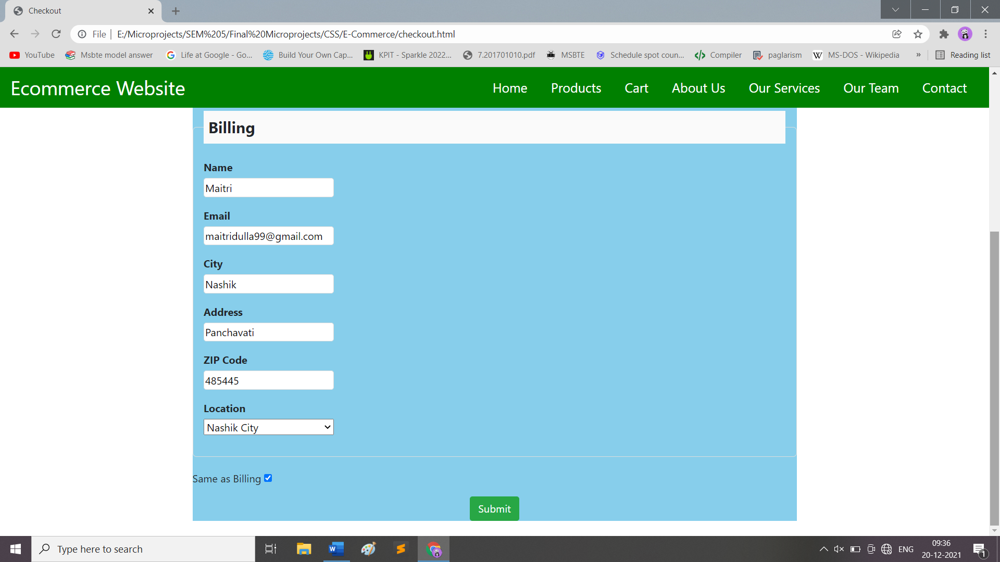 Checkout
File
E:/Microprojects/SEM%205/Final%20Microprojects/CSS/E-Commerce/checkout.html
YouTube Msbte model answer Life at Google - Go... Build Your Own Cap... KPIT - Sparkle 2022... 7.201701010.pdf MSBTE Schedule spot coun... Compiler paglarism MS-DOS - Wikipedia » Reading list
Ecommerce Website Home Products Cart About Us Our Services Our Team Contact
Billing
Name
Maitri
Email
maitridulla99@gmail.com
City
Nashik
Address
Panchavati
ZIP Code
485445
Location
Nashik City
Same as Billing
Submit
Type here to search
ENG
09:36
20-12-2021
1